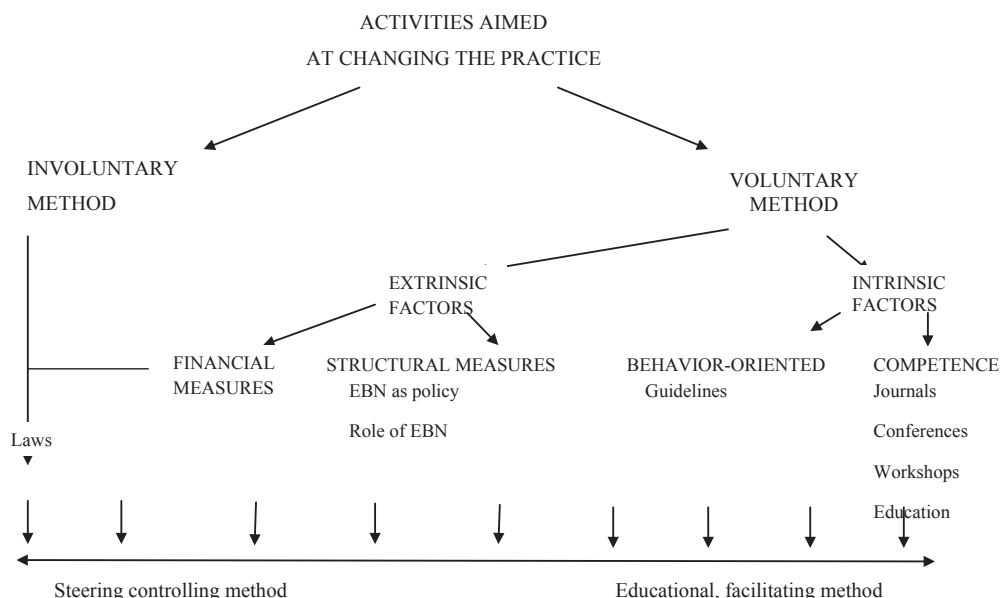 ACTIVITIES AIMED
AT CHANGING THE PRACTICE
INVOLUNTARY
METHOD
VOLUNTARY
METHOD
EXTRINSIC
FACTORS
INTRINSIC
FACTORS
FINANCIAL
MEASURES
STRUCTURAL MEASURES
EBN as policy
Role of EBN
BEHAVIOR-ORIENTED
Guidelines
COMPETENCE
Journals
Conferences
Workshops
Education
Laws
Steering controlling method
Educational, facilitating method